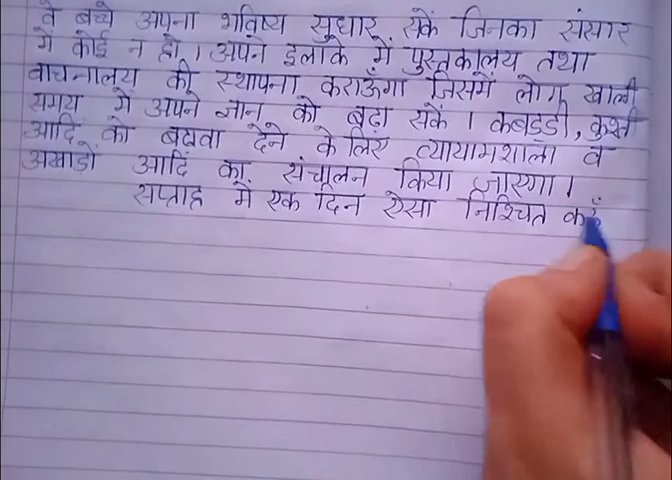 वे बच्चे अपना भविष्य सुधार सकें जिनका संसार
में कोई न हो। अपने इलाके में पुस्तकालय तथा
वाचनालय की स्थापना कराऊँगा जिसमें लोग खाली
समय में अपने ज्ञान को बढ़ा सकें। कबड्डी, कुश्ती
आदि को बढ़ावा देने के लिए व्यायामशाला व
अखाड़ों आदि का संचालन किया जाएगा।
सप्ताह में एक दिन ऐसा निश्चित